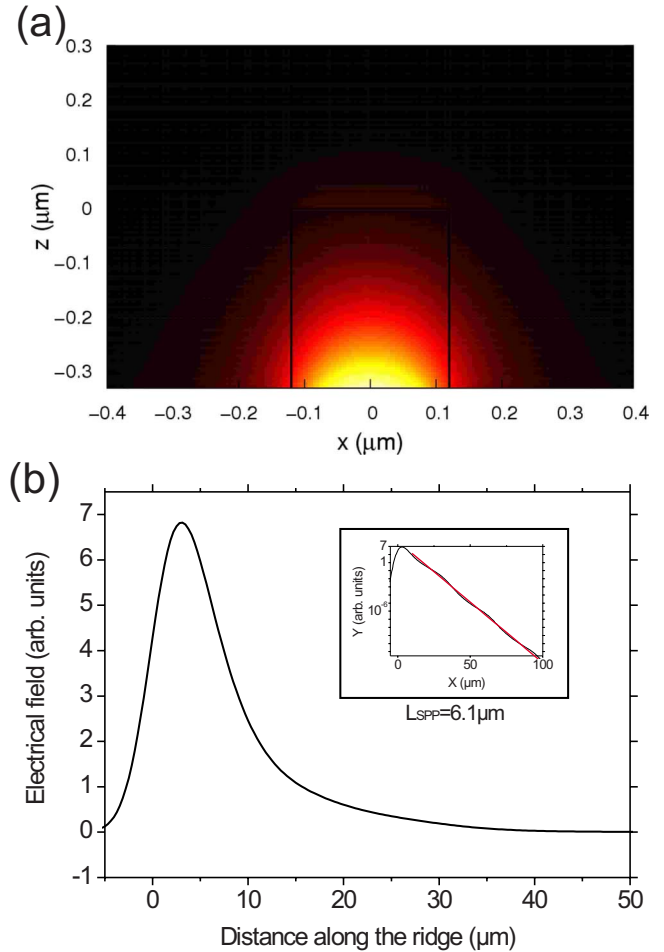 (a)
0.3
0.3
0.1
0
−0.1
−0.2
−0.3
z (μm)
−0.4 −0.3 −0.2 −0.1 0 0.1 0.2 0.3 0.4
x (μm)
(b)
7
6
5
4
3
2
1
0
-1
Electrical field (arb. units)
7
1
10⁻⁶
Y (arb. units)
0 50 100
X (μm)
LSPP=6.1μm
0 10 20 30 40 50
Distance along the ridge (μm)